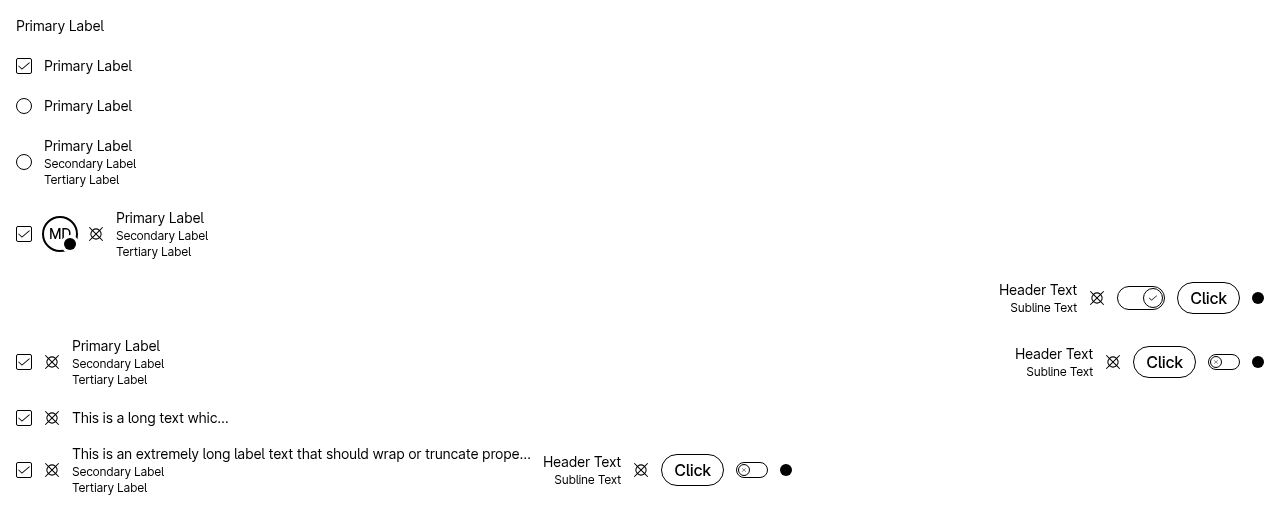 Primary Label
Primary Label
Primary Label
Primary Label
Secondary Label
Tertiary Label
MD
Primary Label
Secondary Label
Tertiary Label
Header Text
Subline Text
Click
Primary Label
Secondary Label
Tertiary Label
Header Text
Subline Text
Click
This is a long text whic...
This is an extremely long label text that should wrap or truncate prope...
Secondary Label
Tertiary Label
Header Text
Subline Text
Click